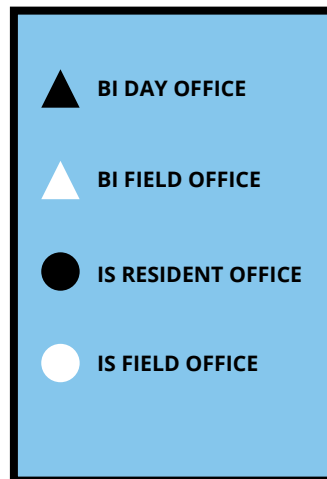 BI DAY OFFICE
BI FIELD OFFICE
IS RESIDENT OFFICE
IS FIELD OFFICE